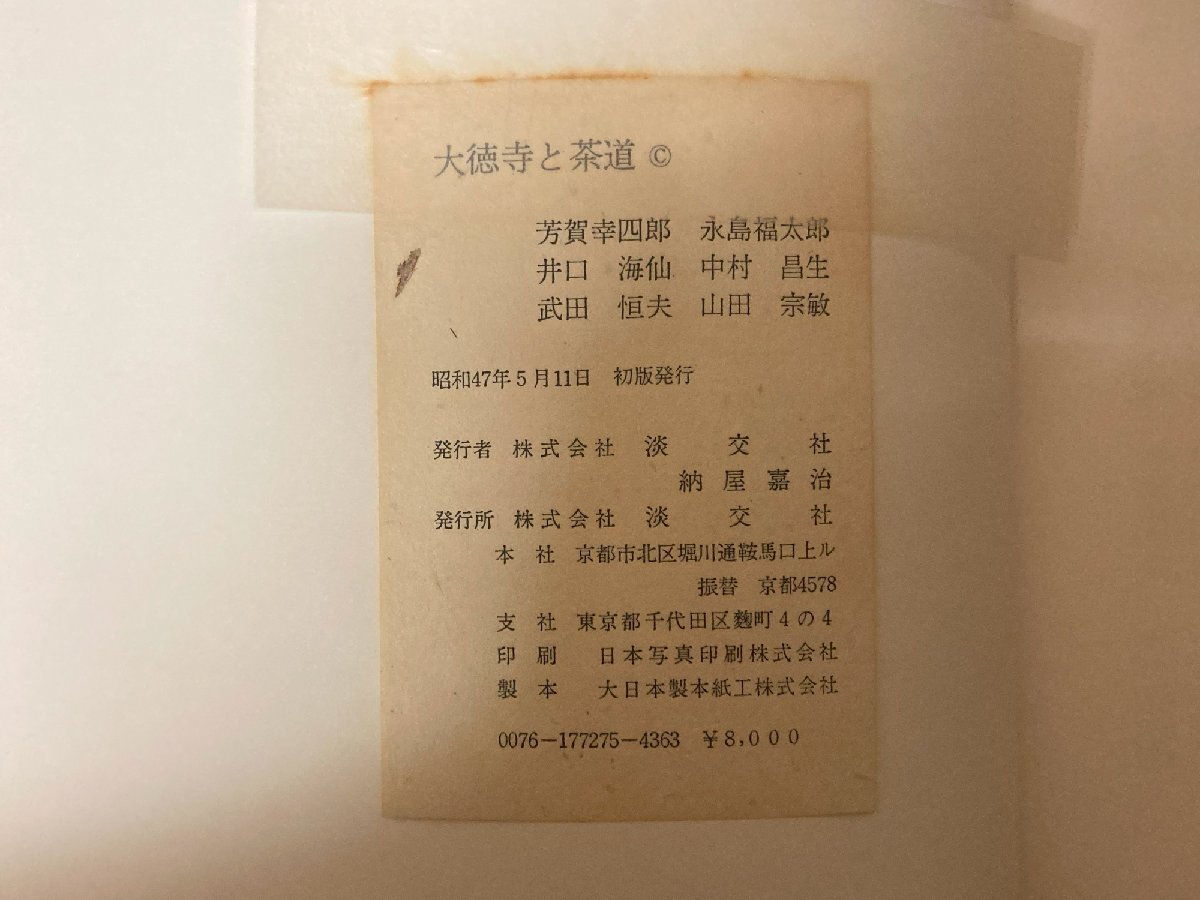 大徳寺と茶道 ©
芳賀幸四郎 永島福太郎
井口 海仙 中村 昌生
武田 恒夫 山田 宗敏
昭和47年5月11日 初版発行
発行者 株式会社 淡 交 社
納 屋 嘉 治
発行所 株式会社 淡 交 社
本 社 京都市北区堀川通鞍馬口上ル
振替 京都4578
支 社 東京都千代田区麹町4の4
印 刷 日本写真印刷株式会社
製 本 大日本製本紙工株式会社
0076-177275-4363 ¥8,000